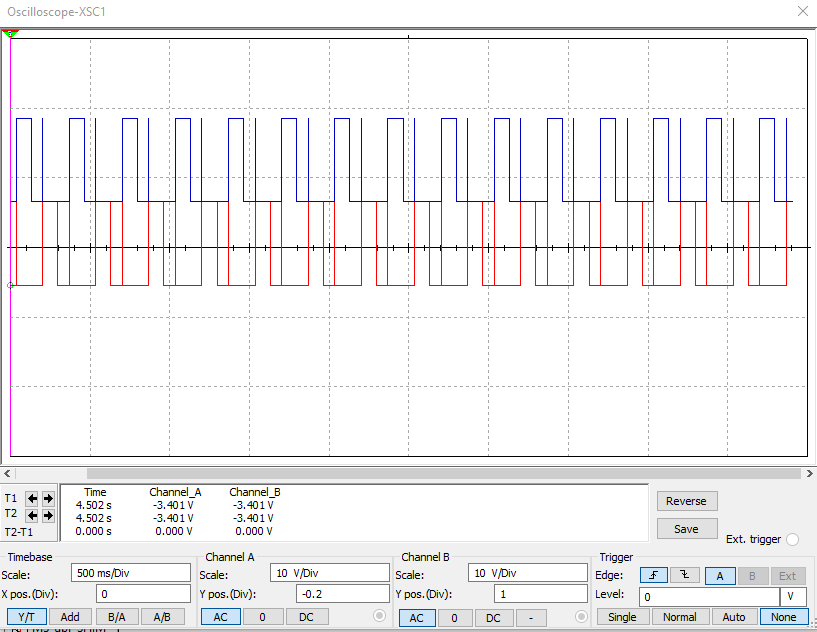 Oscilloscope-XSC1
Time Channel_A Channel_B
T1 4.502 s -3.401 V -3.401 V
T2 4.502 s -3.401 V -3.401 V
T2-T1 0.000 s 0.000 V 0.000 V
Reverse
Save
Ext. trigger
Timebase
Scale: 500 ms/Div
X pos.(Div): 0
Y/T Add B/A A/B
Channel A
Scale: 10 V/Div
Y pos.(Div): -0.2
AC 0 DC
Channel B
Scale: 10 V/Div
Y pos.(Div): 1
AC 0 DC -
Trigger
Edge: A B Ext
Level: 0 V
Single Normal Auto None